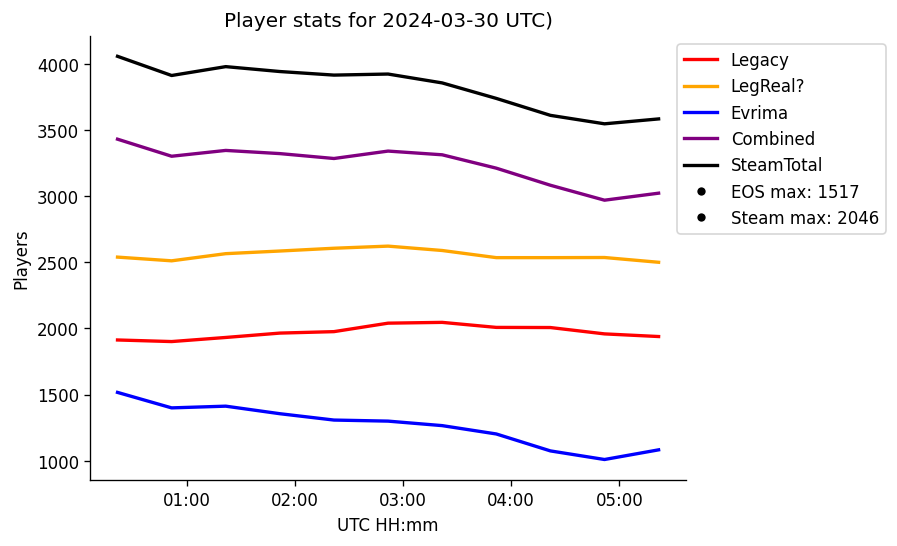 Player stats for 2024-03-30 UTC)
4000
3500
3000
2500
2000
1500
1000
Players
01:00 02:00 03:00 04:00 05:00
UTC HH:mm
Legacy
LegReal?
Evrima
Combined
SteamTotal
EOS max: 1517
Steam max: 2046